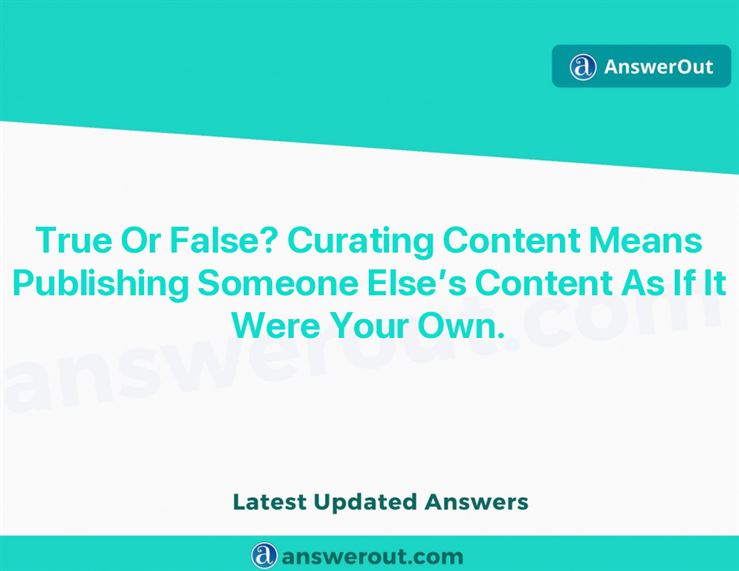 AnswerOut
True Or False? Curating Content Means
Publishing Someone Else’s Content As If It
Were Your Own.
answerout.com
Latest Updated Answers
answerout.com